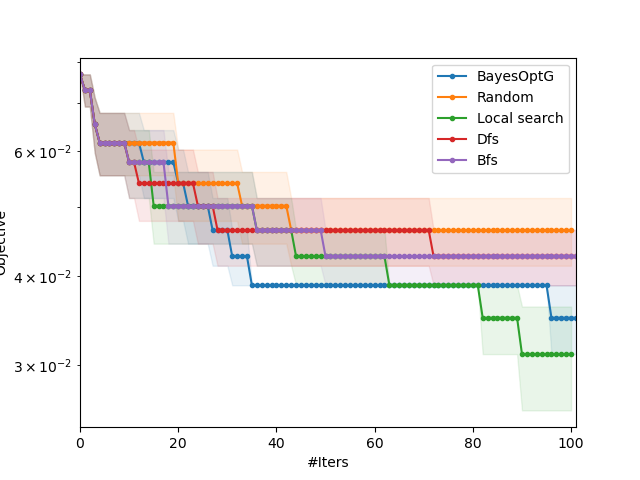 BayesOptG
Random
Local search
Dfs
Bfs
6 × 10⁻²
4 × 10⁻²
3 × 10⁻²
Objective
0 20 40 60 80 100
#Iters